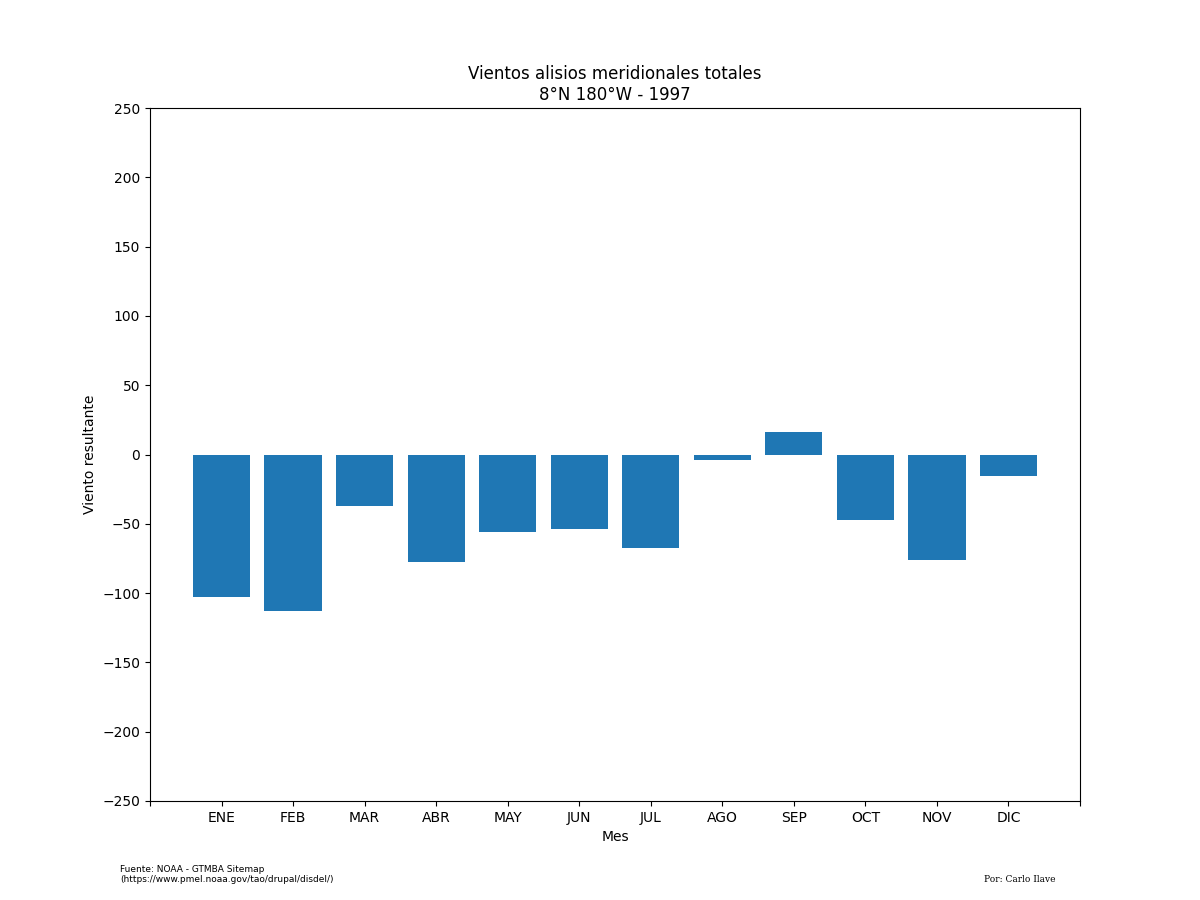 Vientos alisios meridionales totales
8°N 180°W - 1997
250
200
150
100
50
0
−50
−100
−150
−200
−250
Viento resultante
ENE FEB MAR ABR MAY JUN JUL AGO SEP OCT NOV DIC
Mes
Fuente: NOAA - GTMBA Sitemap
(https://www.pmel.noaa.gov/tao/drupal/disdel/)
Por: Carlo Ilave